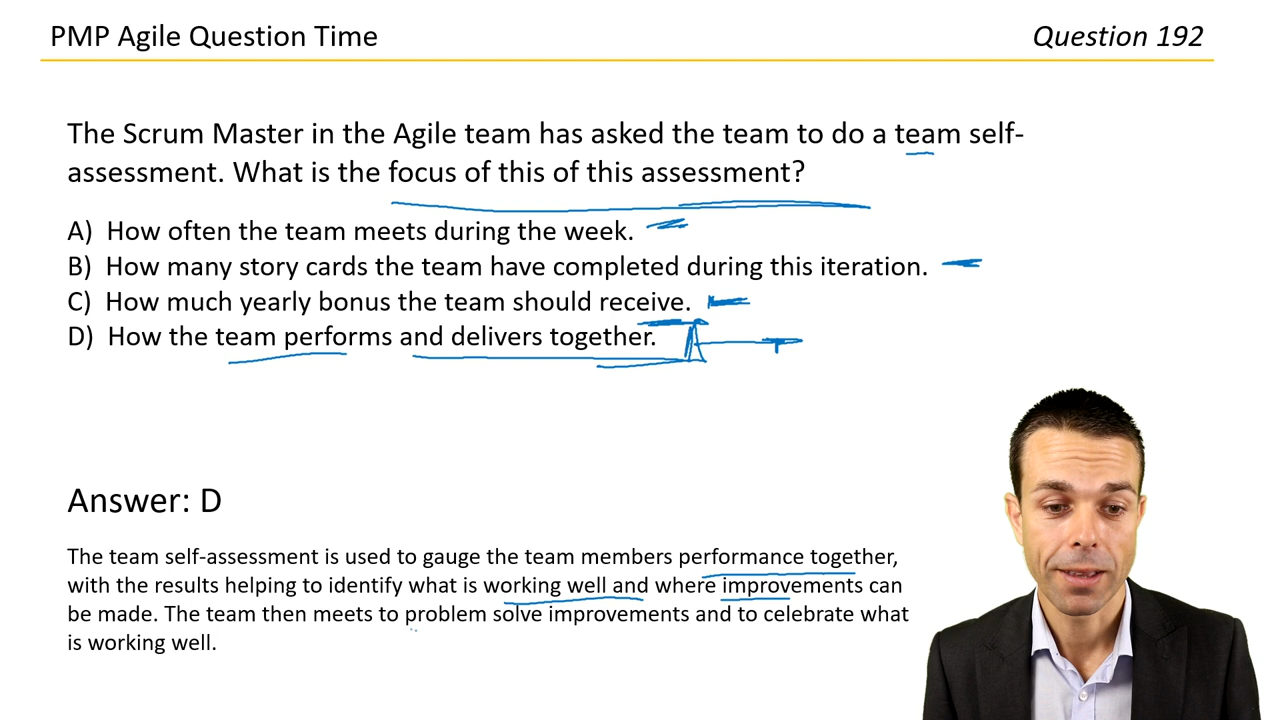 PMP Agile Question Time
Question 192
The Scrum Master in the Agile team has asked the team to do a team self-
assessment. What is the focus of this of this assessment?
A) How often the team meets during the week.
B) How many story cards the team have completed during this iteration.
C) How much yearly bonus the team should receive.
D) How the team performs and delivers together.
Answer: D
The team self-assessment is used to gauge the team members performance together,
with the results helping to identify what is working well and where improvements can
be made. The team then meets to problem solve improvements and to celebrate what
is working well.